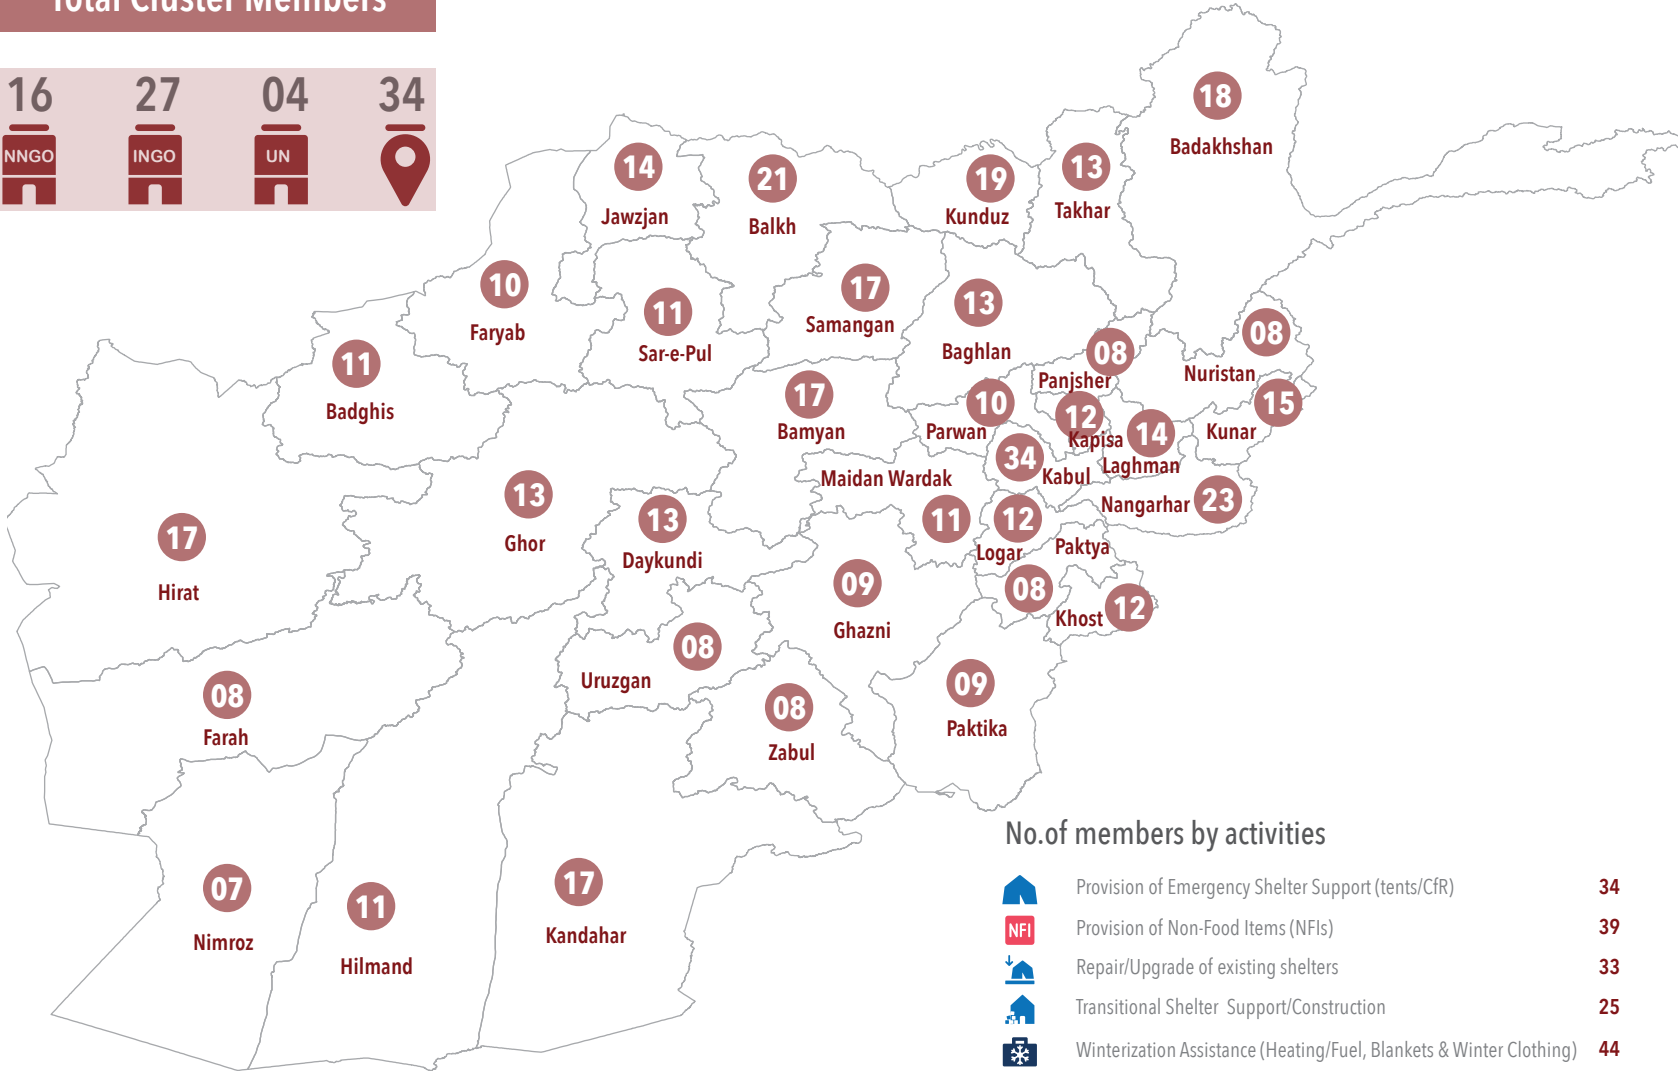 Total Cluster Members
16 27 04 34
NNGO INGO UN
18
Badakhshan
14
Jawzjan
21
Balkh
19
Kunduz
13
Takhar
10
Faryab
11
Sar-e-Pul
17
Samangan
13
Baghlan
08
Panjsher
08
Nuristan
11
Badghis
17
Bamyan
10
Parwan
12
Kapisa
14
Laghman
15
Kunar
34
Kabul
Maidan Wardak
11
23
Nangarhar
17
Hirat
13
Ghor
13
Daykundi
12
Logar
Paktya
08
12
Khost
09
Ghazni
08
Uruzgan
08
Farah
08
Zabul
09
Paktika
07
Nimroz
11
Hilmand
17
Kandahar
No.of members by activities
Provision of Emergency Shelter Support (tents/CfR) 34
NFI Provision of Non-Food Items (NFIs) 39
Repair/Upgrade of existing shelters 33
Transitional Shelter Support/Construction 25
Winterization Assistance (Heating/Fuel, Blankets & Winter Clothing) 44